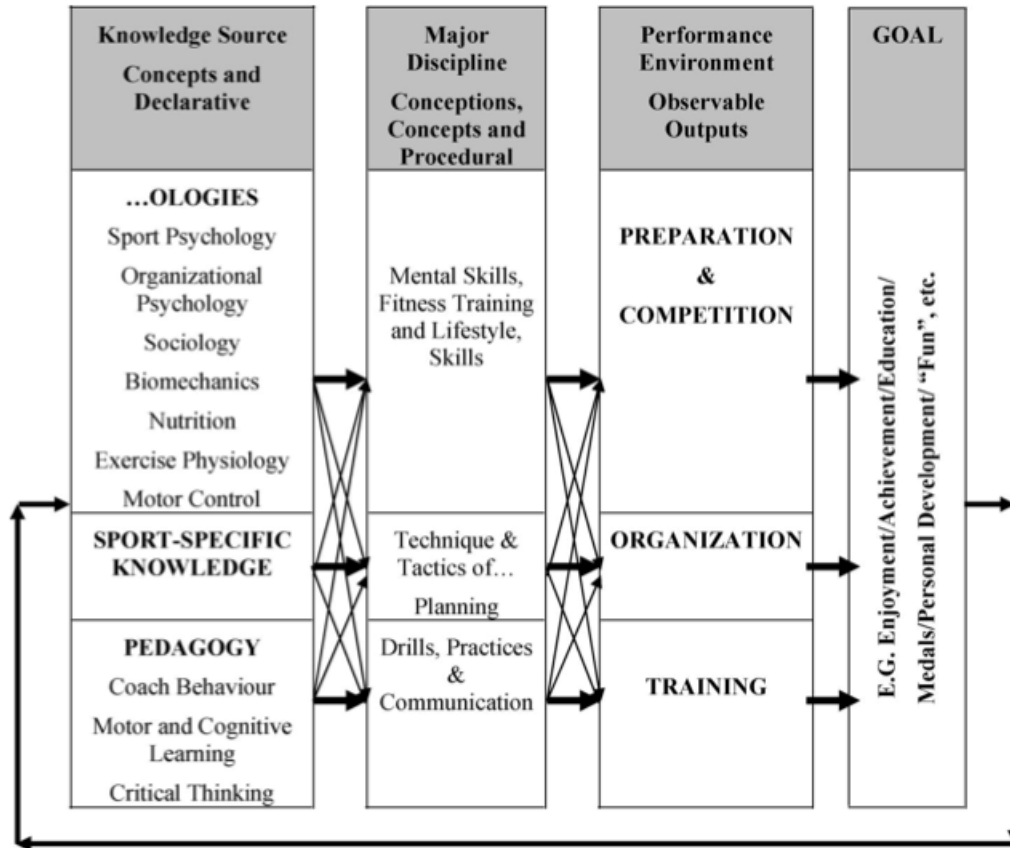 Knowledge Source
Concepts and
Declarative
…OLOGIES
Sport Psychology
Organizational
Psychology
Sociology
Biomechanics
Nutrition
Exercise Physiology
Motor Control
SPORT-SPECIFIC
KNOWLEDGE
PEDAGOGY
Coach Behaviour
Motor and Cognitive
Learning
Critical Thinking
Major
Discipline
Conceptions,
Concepts and
Procedural
Mental Skills,
Fitness Training
and Lifestyle,
Skills
Technique &
Tactics of…
Planning
Drills, Practices
&
Communication
Performance
Environment
Observable
Outputs
PREPARATION
&
COMPETITION
ORGANIZATION
TRAINING
GOAL
E.G. Enjoyment/Achievement/Education/
Medals/Personal Development/ “Fun”, etc.